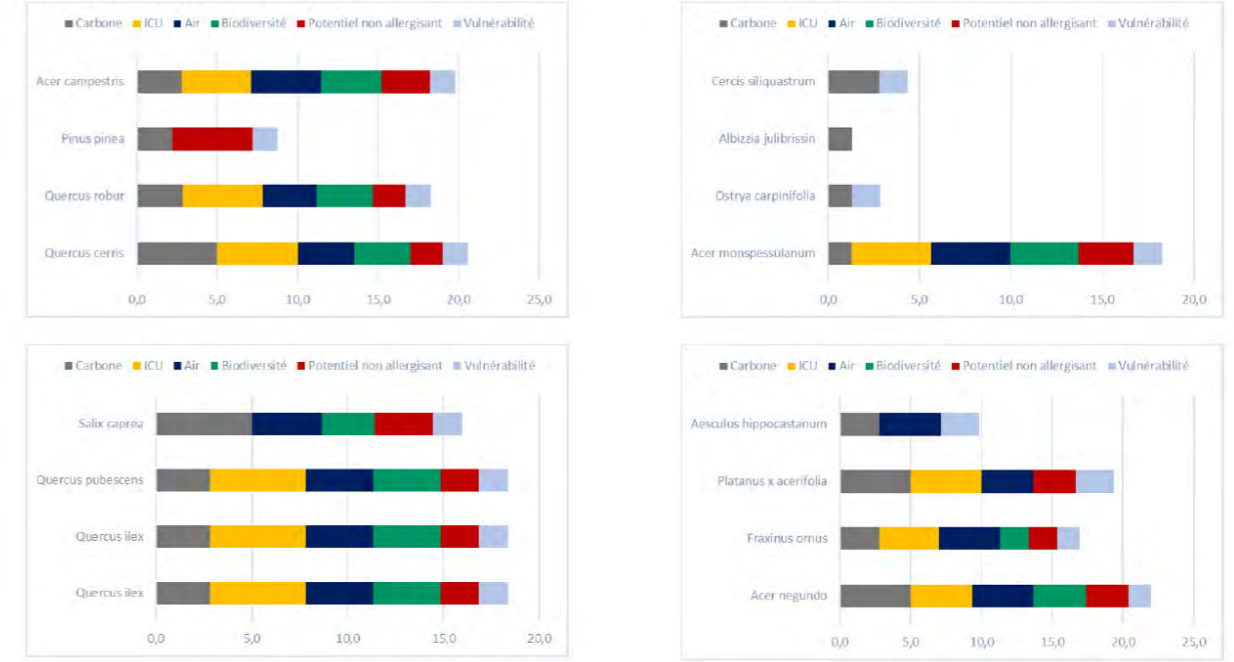 Carbone ICU Air Biodiversité Potentiel non allergisant Vulnérabilité
Acer campestris
Pinus pinea
Quercus robur
Quercus cerris
0,0 5,0 10,0 15,0 20,0 25,0
Carbone ICU Air Biodiversité Potentiel non allergisant Vulnérabilité
Cercis siliquastrum
Albizzia julibrissin
Ostrya carpinifolia
Acer monspessulanum
0,0 5,0 10,0 15,0 20,0
Carbone ICU Air Biodiversité Potentiel non allergisant Vulnérabilité
Salix caprea
Quercus pubescens
Quercus ilex
Quercus ilex
0,0 5,0 10,0 15,0 20,0
Carbone ICU Air Biodiversité Potentiel non allergisant Vulnérabilité
Aesculus hippocastanum
Platanus x acerifolia
Fraxinus ornus
Acer negundo
0,0 5,0 10,0 15,0 20,0 25,0